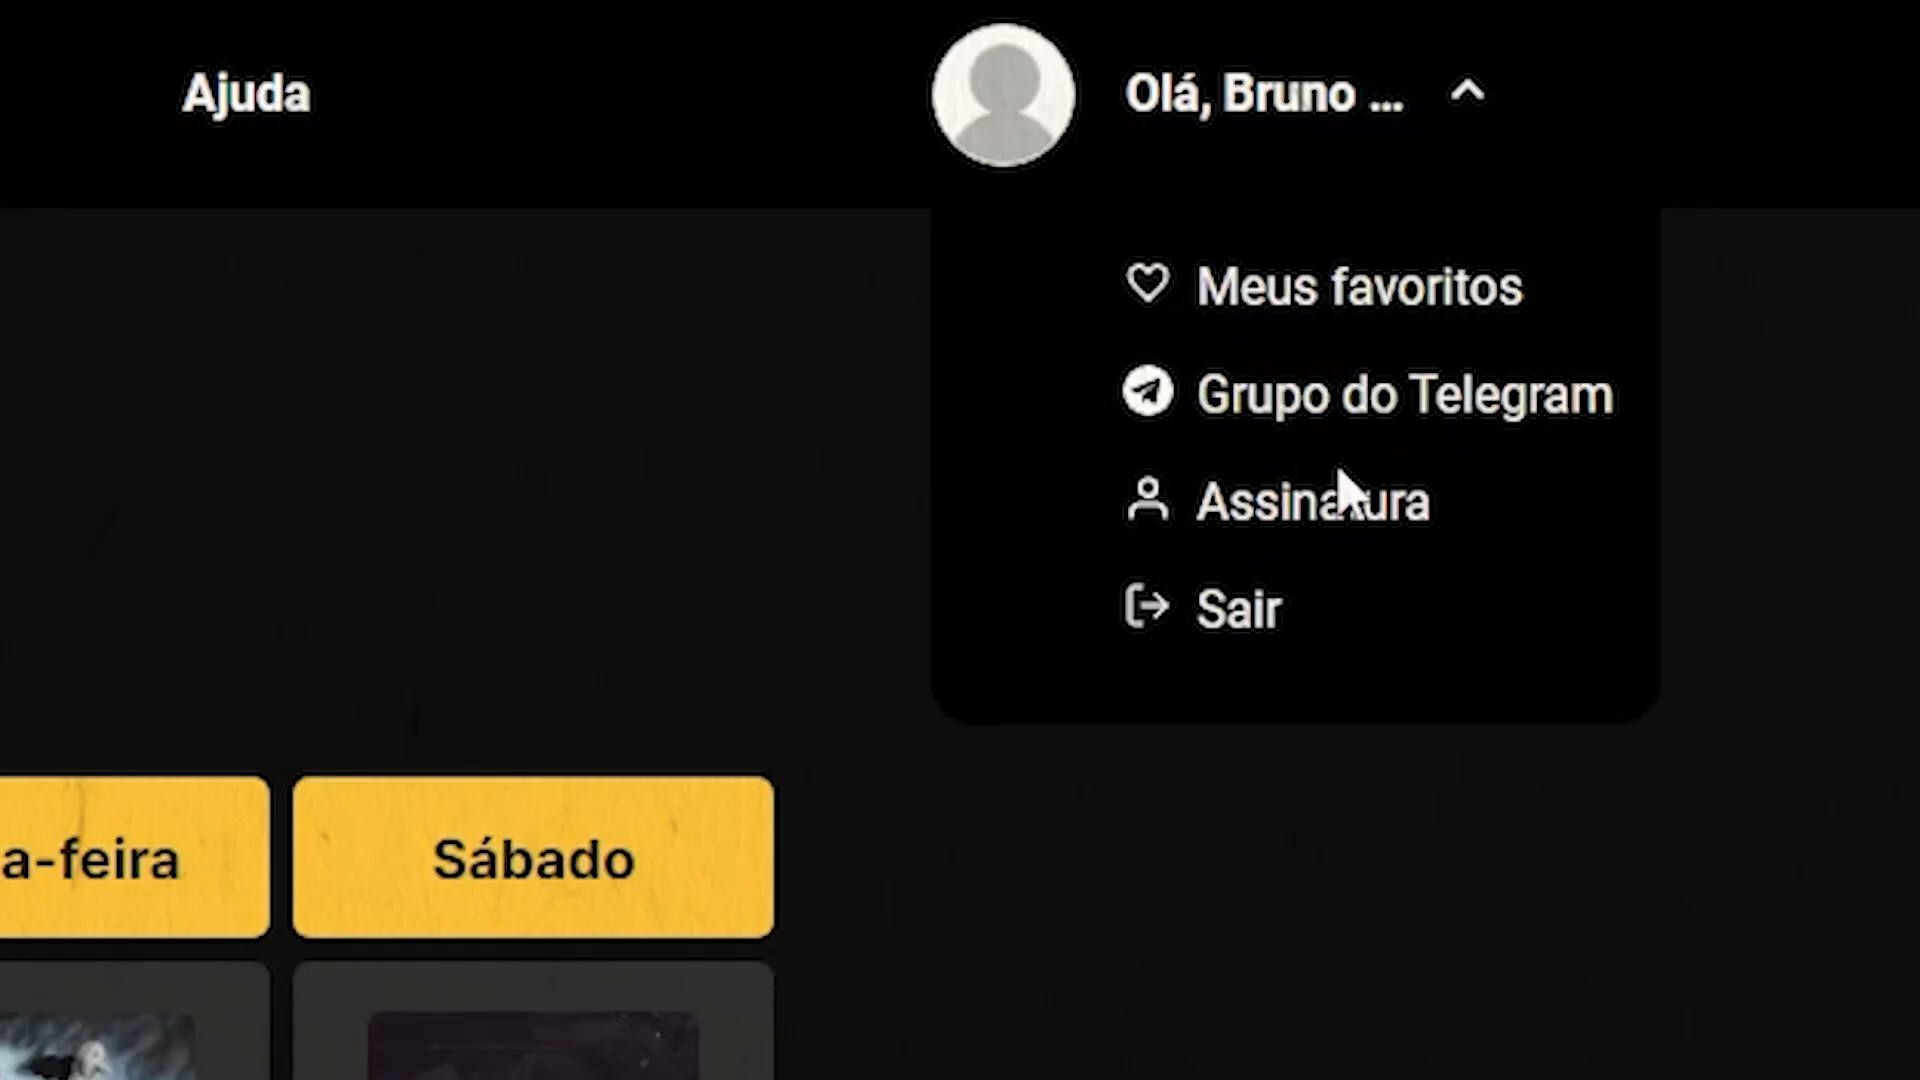 Ajuda
Olá, Bruno ...
Meus favoritos
Grupo do Telegram
Assinatura
Sair
a-feira
Sábado